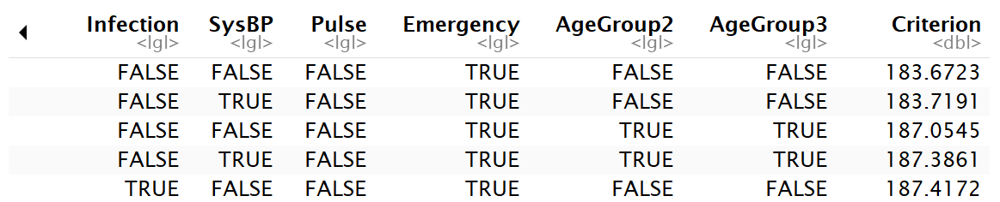 Infection SysBP Pulse Emergency AgeGroup2 AgeGroup3 Criterion
<lgl> <lgl> <lgl> <lgl> <lgl> <lgl> <dbl>
FALSE FALSE FALSE TRUE FALSE FALSE 183.6723
FALSE TRUE FALSE TRUE FALSE FALSE 183.7191
FALSE FALSE FALSE TRUE TRUE TRUE 187.0545
FALSE TRUE FALSE TRUE TRUE TRUE 187.3861
TRUE FALSE FALSE TRUE FALSE FALSE 187.4172